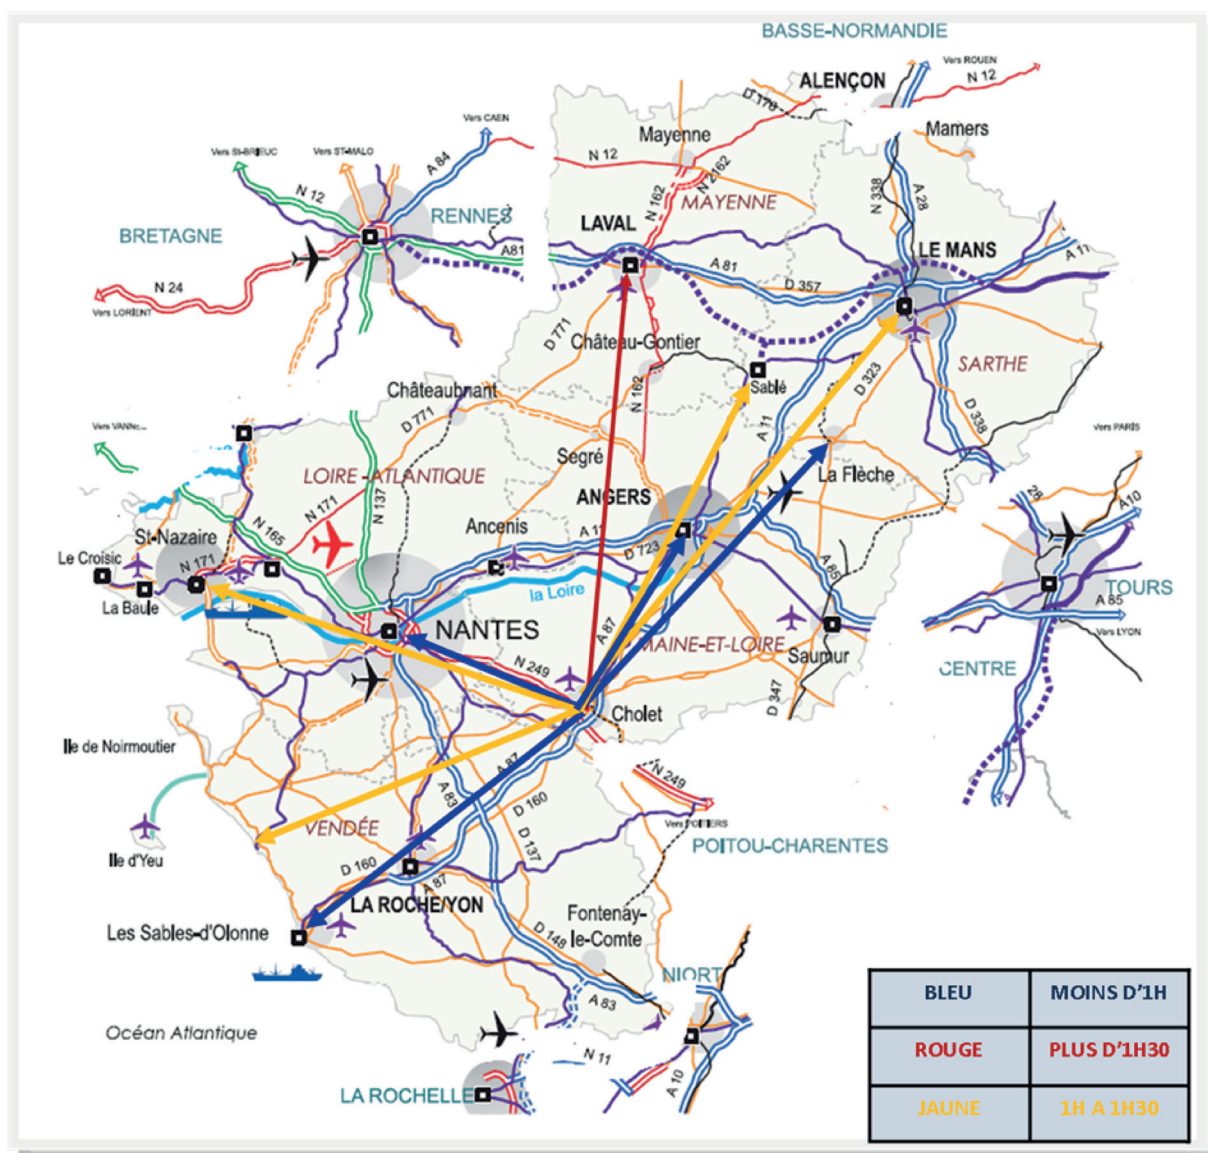 BASSE-NORMANDIE
Vers ROUEN
N 12
ALENÇON
D 176
Mamers
Mayenne
N 12
N 2162
N 162
MAYENNE
N 338
A 28
Vers CAEN
Vers St-BRIEUC
Vers ST-MALO
A 84
N 12
RENNES
BRETAGNE
A81
N 24
Vers LORIENT
LAVAL
LE MANS
A 11
A 81
D 357
D 771
Château-Gontier
SARTHE
Sablé
D 323
N 162
Châteaubriant
D 771
A 11
D 338
Vers PARIS
Segré
La Flèche
LOIRE-ATLANTIQUE
ANGERS
N 171
N 137
N 165
Ancenis
A 11
D 723
St-Nazaire
N 171
Le Croisic
La Baule
la Loire
A 85
28
A10
TOURS
A 85
Vers LYON
CENTRE
NANTES
A 87
MAINE-ET-LOIRE
Saumur
N 249
D 347
Cholet
Ile de Noirmoutier
A 87
N 249
A 83
D 160
Vers POITIERS
POITOU-CHARENTES
VENDÉE
D 137
Ile d'Yeu
D 160
A 87
LA ROCHE/YON
Les Sables-d'Olonne
Fontenay-
le-Comte
D 148
NIORT
A 83
Océan Atlantique
N 11
A 10
LA ROCHELLE
BLEU MOINS D'1H
ROUGE PLUS D'1H30
JAUNE 1H A 1H30